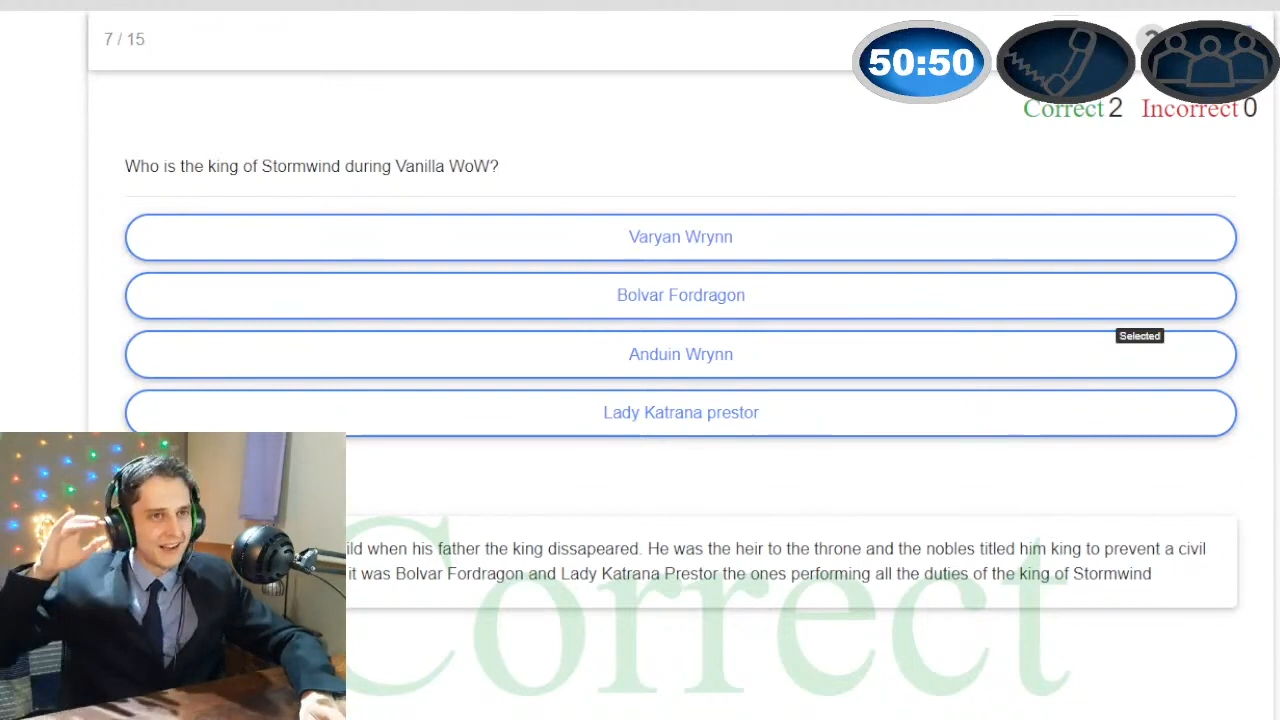 7 / 15
50:50
Correct 2 Incorrect 0
Who is the king of Stormwind during Vanilla WoW?
Varyan Wrynn
Bolvar Fordragon
Selected
Anduin Wrynn
Lady Katrana prestor
when his father the king dissapeared. He was the heir to the throne and the nobles titled him king to prevent a civil
it was Bolvar Fordragon and Lady Katrana Prestor the ones performing all the duties of the king of Stormwind
Correct